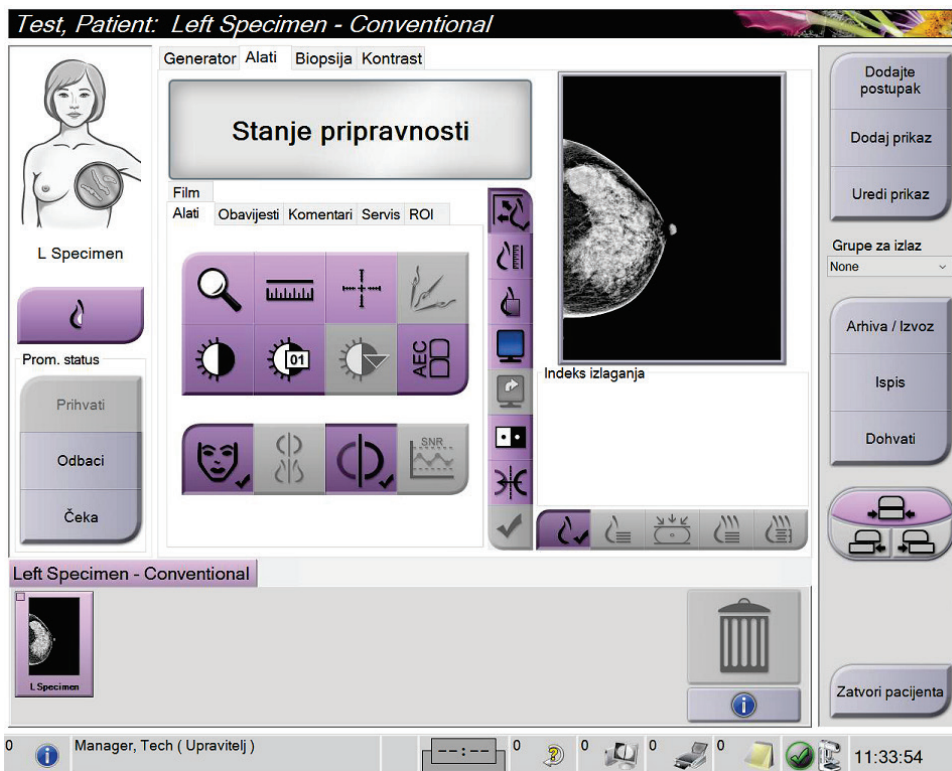 Test, Patient: Left Specimen - Conventional
Generator Alati Biopsija Kontrast
Stanje pripravnosti
Film
Alati Obavijesti Komentari Servis ROI
L Specimen
Prom. status
Prihvati
Odbaci
Čeka
01
AEC
SNR
Indeks izlaganja
Dodajte
postupak
Dodaj prikaz
Uredi prikaz
Grupe za izlaz
None
Arhiva / Izvoz
Ispis
Dohvati
Left Specimen - Conventional
L Specimen
Zatvori pacijenta
0 Manager, Tech ( Upravitelj ) --:-- 0 0 0 0 11:33:54